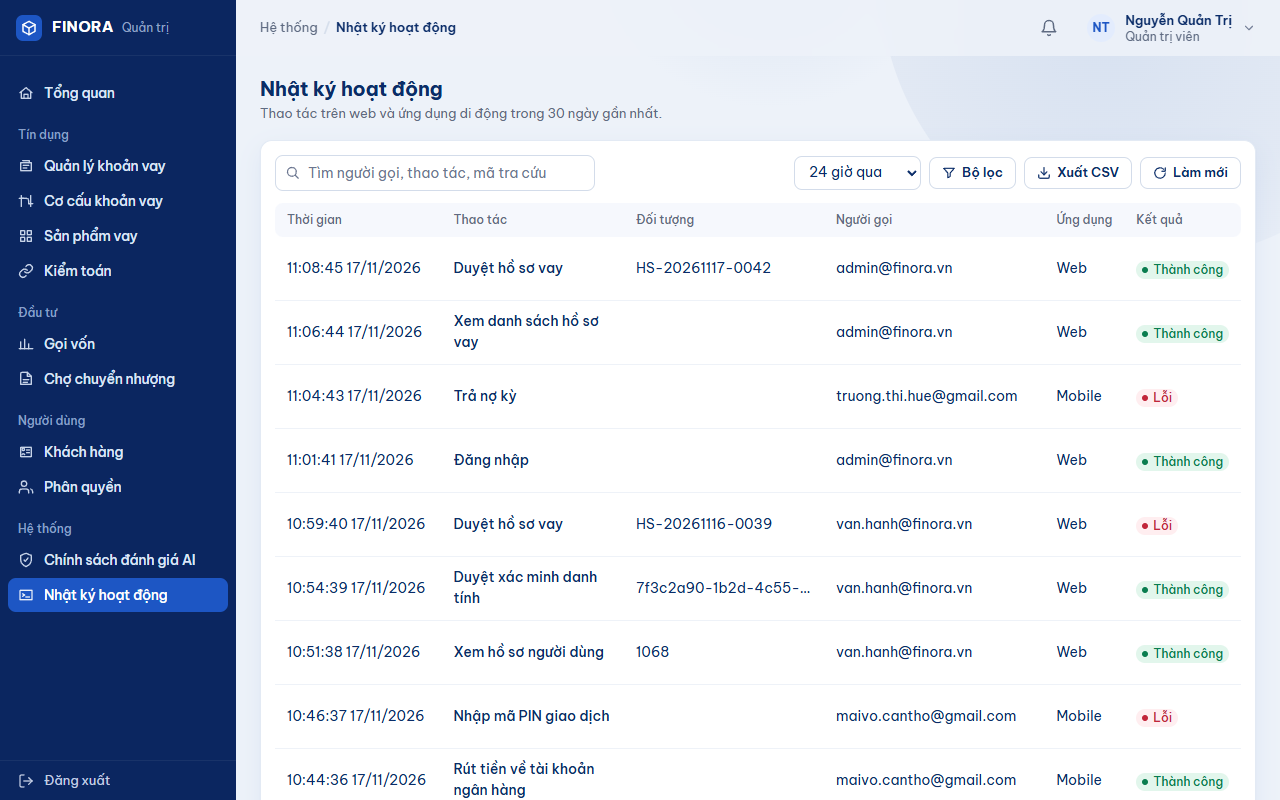 FINORA Quản trị
Hệ thống / Nhật ký hoạt động
NT
Nguyễn Quản Trị
Quản trị viên
Tổng quan
Tín dụng
Quản lý khoản vay
Cơ cấu khoản vay
Sản phẩm vay
Kiểm toán
Đầu tư
Gọi vốn
Chợ chuyển nhượng
Người dùng
Khách hàng
Phân quyền
Hệ thống
Chính sách đánh giá AI
Nhật ký hoạt động
Đăng xuất
Nhật ký hoạt động
Thao tác trên web và ứng dụng di động trong 30 ngày gần nhất.
Tìm người gọi, thao tác, mã tra cứu
24 giờ qua
Bộ lọc
Xuất CSV
Làm mới
Thời gian Thao tác Đối tượng Người gọi Ứng dụng Kết quả
11:08:45 17/11/2026 Duyệt hồ sơ vay HS-20261117-0042 admin@finora.vn Web Thành công
11:06:44 17/11/2026 Xem danh sách hồ sơ vay admin@finora.vn Web Thành công
11:04:43 17/11/2026 Trả nợ kỳ truong.thi.hue@gmail.com Mobile Lỗi
11:01:41 17/11/2026 Đăng nhập admin@finora.vn Web Thành công
10:59:40 17/11/2026 Duyệt hồ sơ vay HS-20261116-0039 van.hanh@finora.vn Web Lỗi
10:54:39 17/11/2026 Duyệt xác minh danh tính 7f3c2a90-1b2d-4c55-... van.hanh@finora.vn Web Thành công
10:51:38 17/11/2026 Xem hồ sơ người dùng 1068 van.hanh@finora.vn Web Thành công
10:46:37 17/11/2026 Nhập mã PIN giao dịch maivo.cantho@gmail.com Mobile Lỗi
10:44:36 17/11/2026 Rút tiền về tài khoản ngân hàng maivo.cantho@gmail.com Mobile Thành công